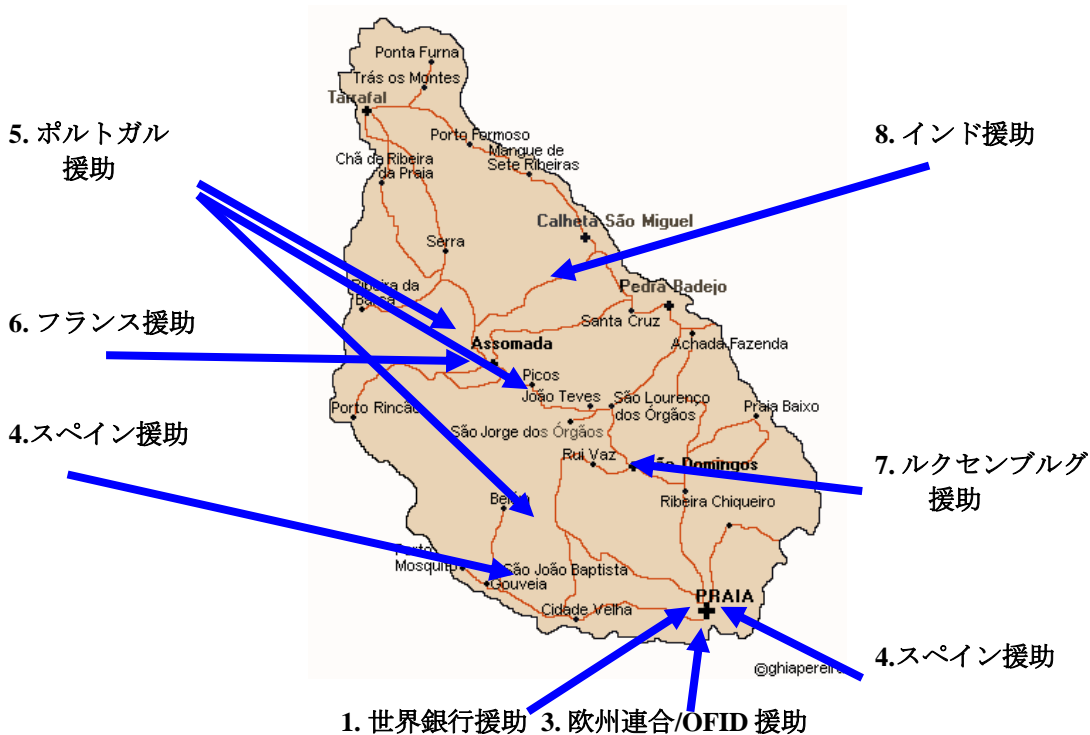 Ponta Furna
Trás os Montes
Tarrafal
5. ポルトガル
援助
Porto Formoso
8. インド援助
Mangue de
Sete Ribeiras
Chã de Ribeira
da Praia
Calheta São Miguel
Serra
Ribeira da
Barca
Pedra Badejo
Santa Cruz
6. フランス援助
Assomada
Achada Fazenda
Picos
João Teves
São Lourenço
dos Órgãos
Porto Rincão
Praia Baixo
São Jorge dos Órgãos
4.スペイン援助
Rui Vaz
São Domingos
7. ルクセンブルグ
援助
Ribeira Chiqueiro
Belém
Porto
Mosquito
São João Baptista
Gouveia
Cidade Velha
PRAIA
4.スペイン援助
©ghiapereira
1. 世界銀行援助
3. 欧州連合/OFID 援助